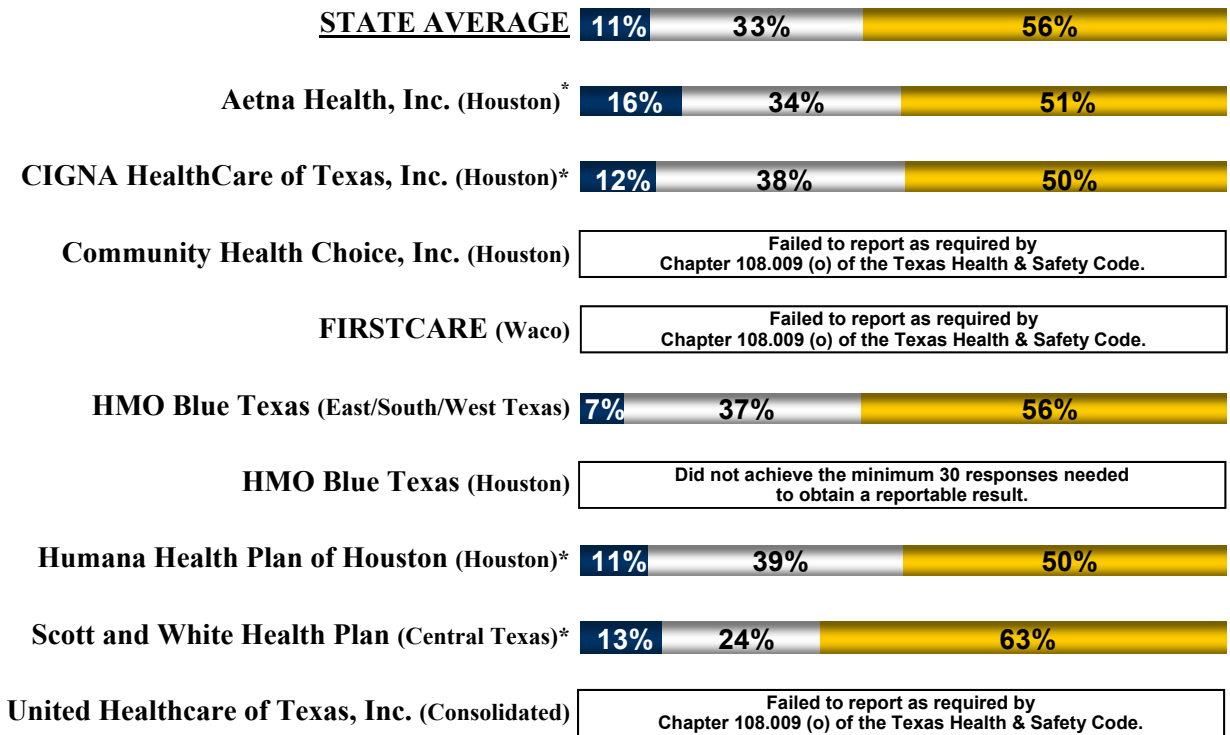 STATE AVERAGE 11% 33% 56%
Aetna Health, Inc. (Houston)* 16% 34% 51%
CIGNA HealthCare of Texas, Inc. (Houston)* 12% 38% 50%
Community Health Choice, Inc. (Houston) Failed to report as required by
Chapter 108.009 (o) of the Texas Health & Safety Code.
FIRSTCARE (Waco) Failed to report as required by
Chapter 108.009 (o) of the Texas Health & Safety Code.
HMO Blue Texas (East/South/West Texas) 7% 37% 56%
HMO Blue Texas (Houston) Did not achieve the minimum 30 responses needed
to obtain a reportable result.
Humana Health Plan of Houston (Houston)* 11% 39% 50%
Scott and White Health Plan (Central Texas)* 13% 24% 63%
United Healthcare of Texas, Inc. (Consolidated) Failed to report as required by
Chapter 108.009 (o) of the Texas Health & Safety Code.